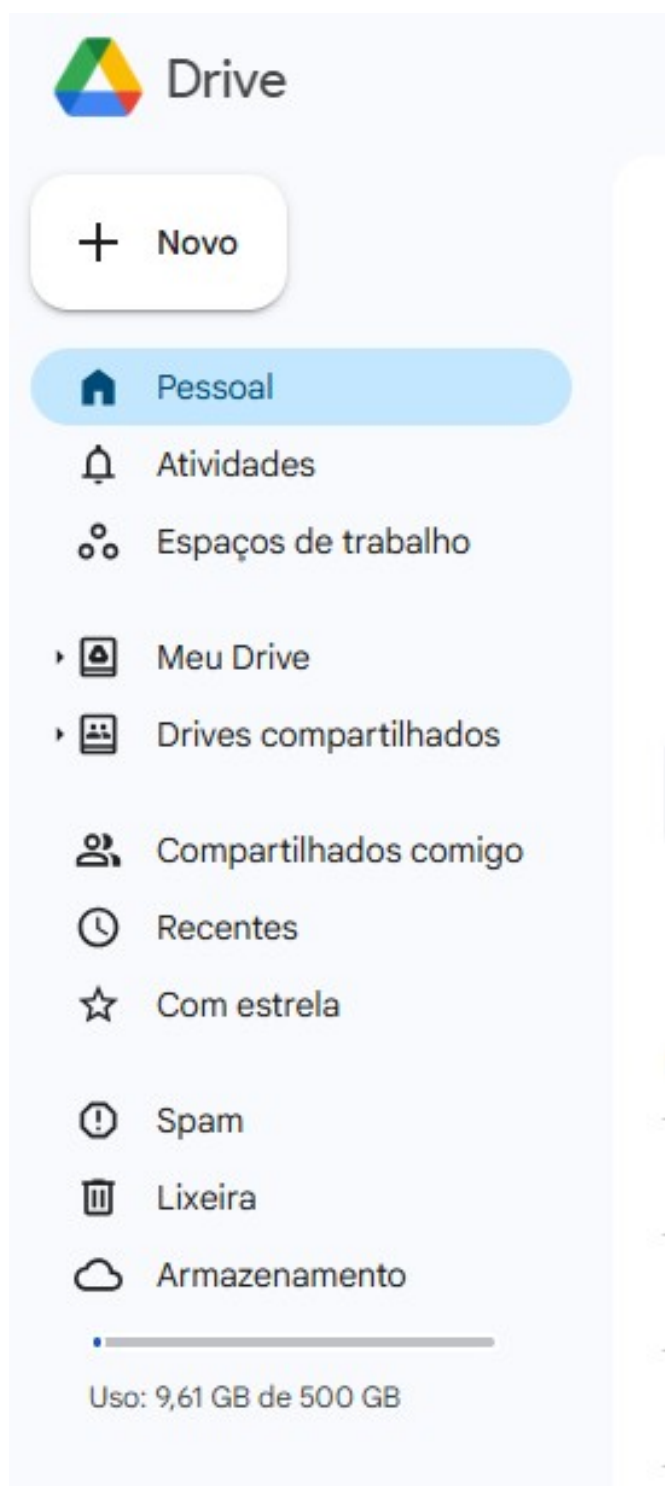 Drive
Novo
Pessoal
Atividades
Espaços de trabalho
Meu Drive
Drives compartilhados
Compartilhados comigo
Recentes
Com estrela
Spam
Lixeira
Armazenamento
Uso: 9,61 GB de 500 GB